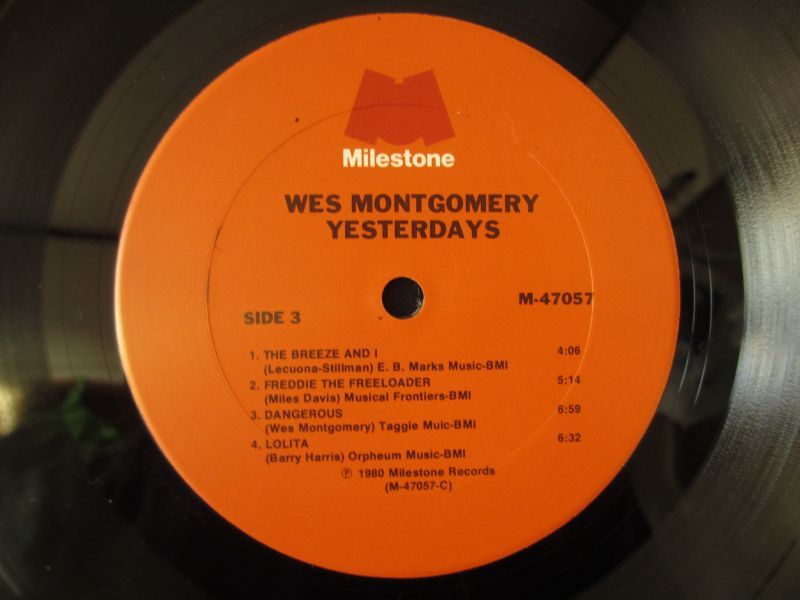 Milestone
WES MONTGOMERY
YESTERDAYS
M-47057
SIDE 3
1. THE BREEZE AND I 4:06
(Lecuona-Stillman) E. B. Marks Music-BMI
2. FREDDIE THE FREELOADER 5:14
(Miles Davis) Musical Frontiers-BMI
3. DANGEROUS 6:59
(Wes Montgomery) Taggie Muic-BMI
4. LOLITA 6:32
(Barry Harris) Orpheum Music-BMI
℗ 1980 Milestone Records
(M-47057-C)